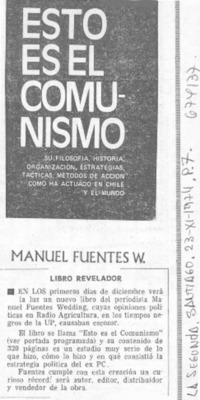 ESTO
ES EL
COMU-
NISMO
SU FILOSOFIA, HISTORIA,
ORGANIZACION, ESTRATEGIAS,
TACTICAS, METODOS DE ACCION
COMO HA ACTUADO EN CHILE
Y EL MUNDO
MANUEL FUENTES W.
LIBRO REVELADOR
EN LOS primeros días de diciembre verá
la luz un nuevo libro del periodista Ma-
nuel Fuentes Wedding, cuyas opiniones polí-
ticas en Radio Agricultura, en los tiempos ne-
gros de la UP, causaban escozor.
El libro se llama "Esto es el Comunismo"
(ver portada programada) y su contenido de
320 páginas es un estudio muy serio de lo
que hizo, cómo lo hizo y en qué consistió la
estrategia política del ex PC.
Fuentes cumple con esta creación un cu-
rioso récord: será autor, editor, distribuidor
y vendedor de la obra.
LA SEGUNDA, SANTIAGO, 23-XI-1974, P. 7.